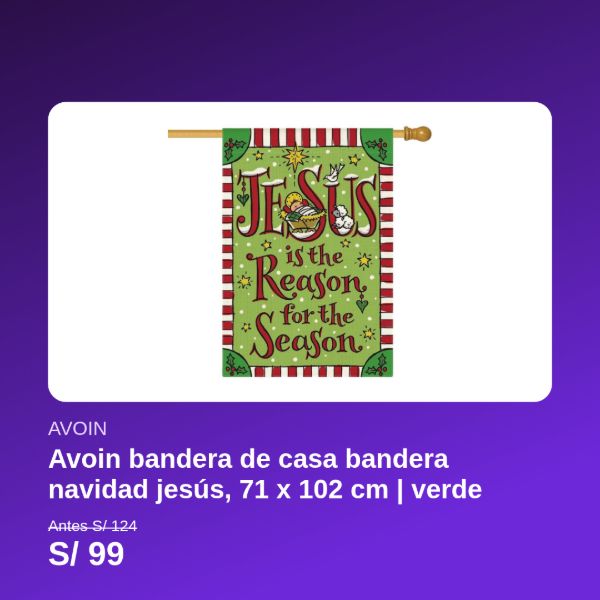 JESUS
is the
Reason
for the
Season
AVOIN
Avoin bandera de casa bandera
navidad jesús, 71 x 102 cm | verde
Antes S/ 124
S/ 99